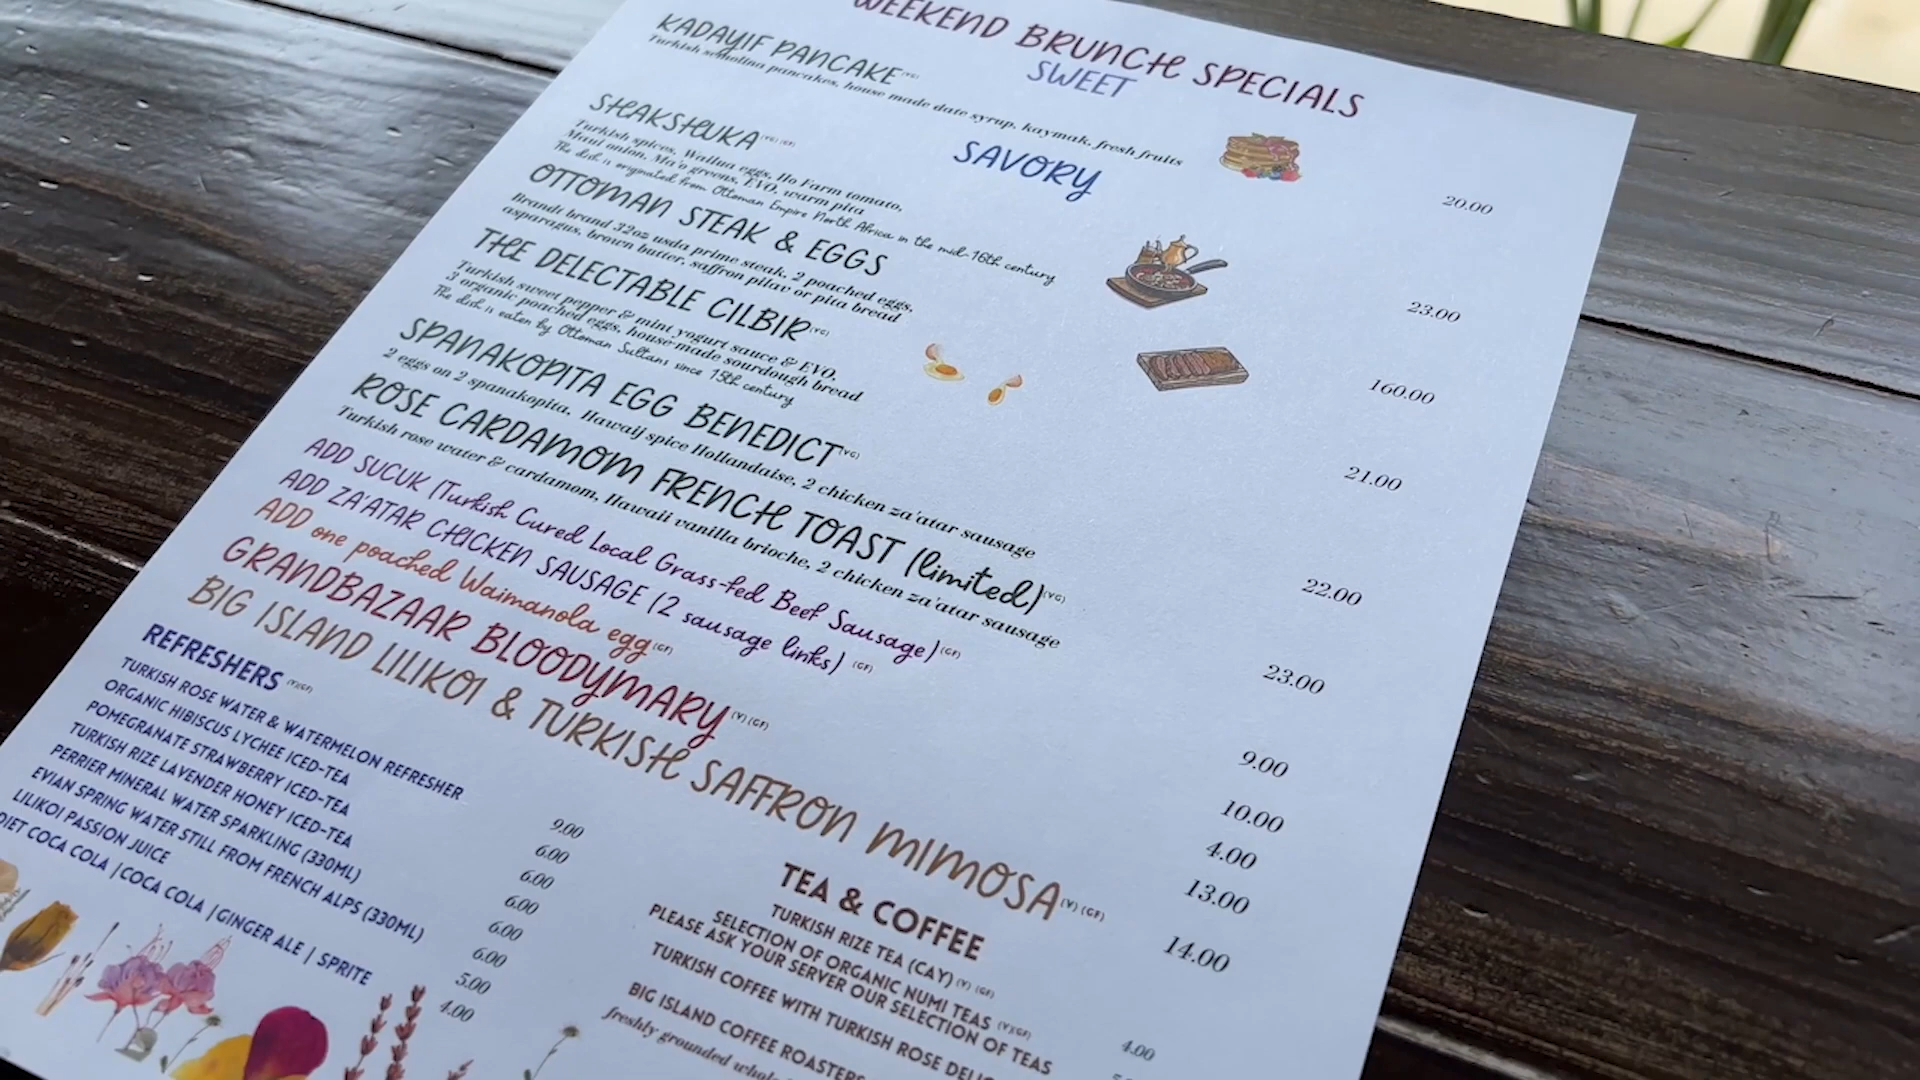 WEEKEND BRUNCH SPECIALS
SWEET
KADAYIF PANCAKE (VG) 20.00
Turkish semolina pancakes, house made date syrup, kaymak, fresh fruits
SAVORY
SHAKSHUKA (VG) (GF) 23.00
Turkish spices, Wailua eggs, Ho Farm tomato,
Maui onion, Ma'o greens, EVO, warm pita
The dish is originated from Ottoman Empire North Africa in the mid-16th century
OTTOMAN STEAK & EGGS 160.00
Brandt brand 32oz usda prime steak, 2 poached eggs,
asparagus, brown butter, saffron pilav or pita bread
THE DELECTABLE CILBIR (VG) 21.00
Turkish sweet pepper & mint yogurt sauce & EVO,
3 organic poached eggs, house-made sourdough bread
The dish is eaten by Ottoman Sultans since 15th century
SPANAKOPITA EGG BENEDICT (VG) 22.00
2 eggs on 2 spanakopita, Hawaij spice Hollandaise, 2 chicken za'atar sausage
ROSE CARDAMOM FRENCH TOAST (limited) (VG) 23.00
Turkish rose water & cardamom, Hawaii vanilla brioche, 2 chicken za'atar sausage
ADD SUCUK (Turkish Cured Local Grass-fed Beef Sausage) (GF) 9.00
ADD ZA'ATAR CHICKEN SAUSAGE (2 sausage links) (GF) 10.00
ADD one poached Waimanola egg (GF) 4.00
GRANDBAZAAR BLOODYMARY (V) (GF) 13.00
BIG ISLAND LILIKOI & TURKISH SAFFRON MIMOSA (V) (GF) 14.00
REFRESHERS (V)(GF)
TURKISH ROSE WATER & WATERMELON REFRESHER 9.00
ORGANIC HIBISCUS LYCHEE ICED-TEA 6.00
POMEGRANATE STRAWBERRY ICED-TEA 6.00
TURKISH RIZE LAVENDER HONEY ICED-TEA 6.00
PERRIER MINERAL WATER SPARKLING (330ML) 6.00
EVIAN SPRING WATER STILL FROM FRENCH ALPS (330ML) 6.00
LILIKOI PASSION JUICE 5.00
DIET COCA COLA | COCA COLA | GINGER ALE | SPRITE 4.00
TEA & COFFEE
TURKISH RIZE TEA (CAY) (V) (GF) 4.00
SELECTION OF ORGANIC NUMI TEAS (V)(GF)
PLEASE ASK YOUR SERVER OUR SELECTION OF TEAS
TURKISH COFFEE WITH TURKISH ROSE
BIG ISLAND COFFEE ROASTERS
freshly grounded